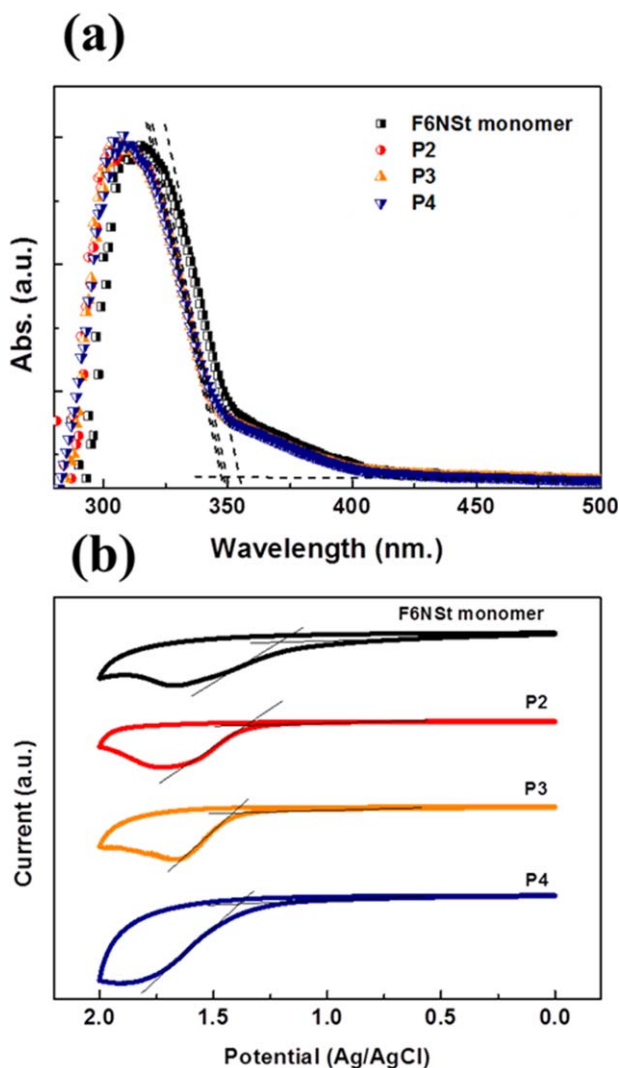 (a)
F6NSt monomer
P2
P3
P4
Abs. (a.u.)
300 350 400 450 500
Wavelength (nm.)
(b)
F6NSt monomer
P2
P3
P4
Current (a.u.)
2.0 1.5 1.0 0.5 0.0
Potential (Ag/AgCl)